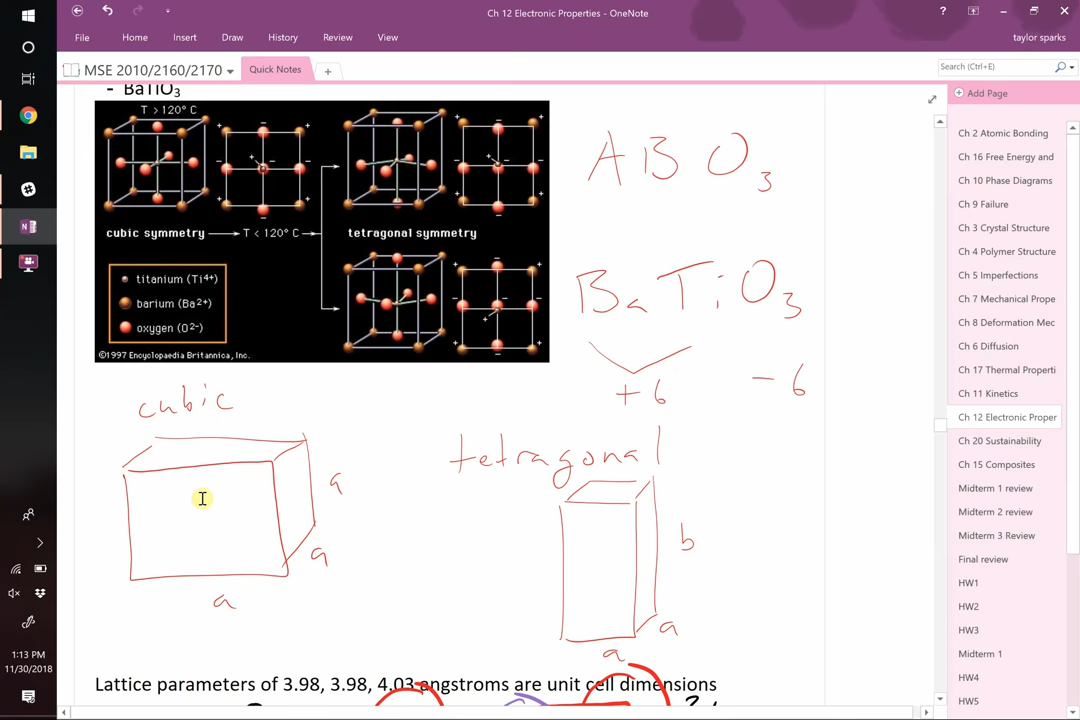 Ch 12 Electronic Properties - OneNote
?
File Home Insert Draw History Review View
taylor sparks
MSE 2010/2160/2170
Quick Notes
+
Search (Ctrl+E)
Add Page
- BaTiO3
T > 120° C
cubic symmetry
T < 120° C
tetragonal symmetry
titanium (Ti4+)
barium (Ba2+)
oxygen (O2-)
©1997 Encyclopaedia Britannica, Inc.
ABO3
BaTiO3
+6
-6
cubic
a
a
a
tetragonal
b
a
a
Lattice parameters of 3.98, 3.98, 4.03 angstroms are unit cell dimensions
Ch 2 Atomic Bonding
Ch 16 Free Energy and
Ch 10 Phase Diagrams
Ch 9 Failure
Ch 3 Crystal Structure
Ch 4 Polymer Structure
Ch 5 Imperfections
Ch 7 Mechanical Prope
Ch 8 Deformation Mec
Ch 6 Diffusion
Ch 17 Thermal Properti
Ch 11 Kinetics
Ch 12 Electronic Proper
Ch 20 Sustainability
Ch 15 Composites
Midterm 1 review
Midterm 2 review
Midterm 3 Review
Final review
HW1
HW2
HW3
Midterm 1
HW4
HW5
1:13 PM
11/30/2018